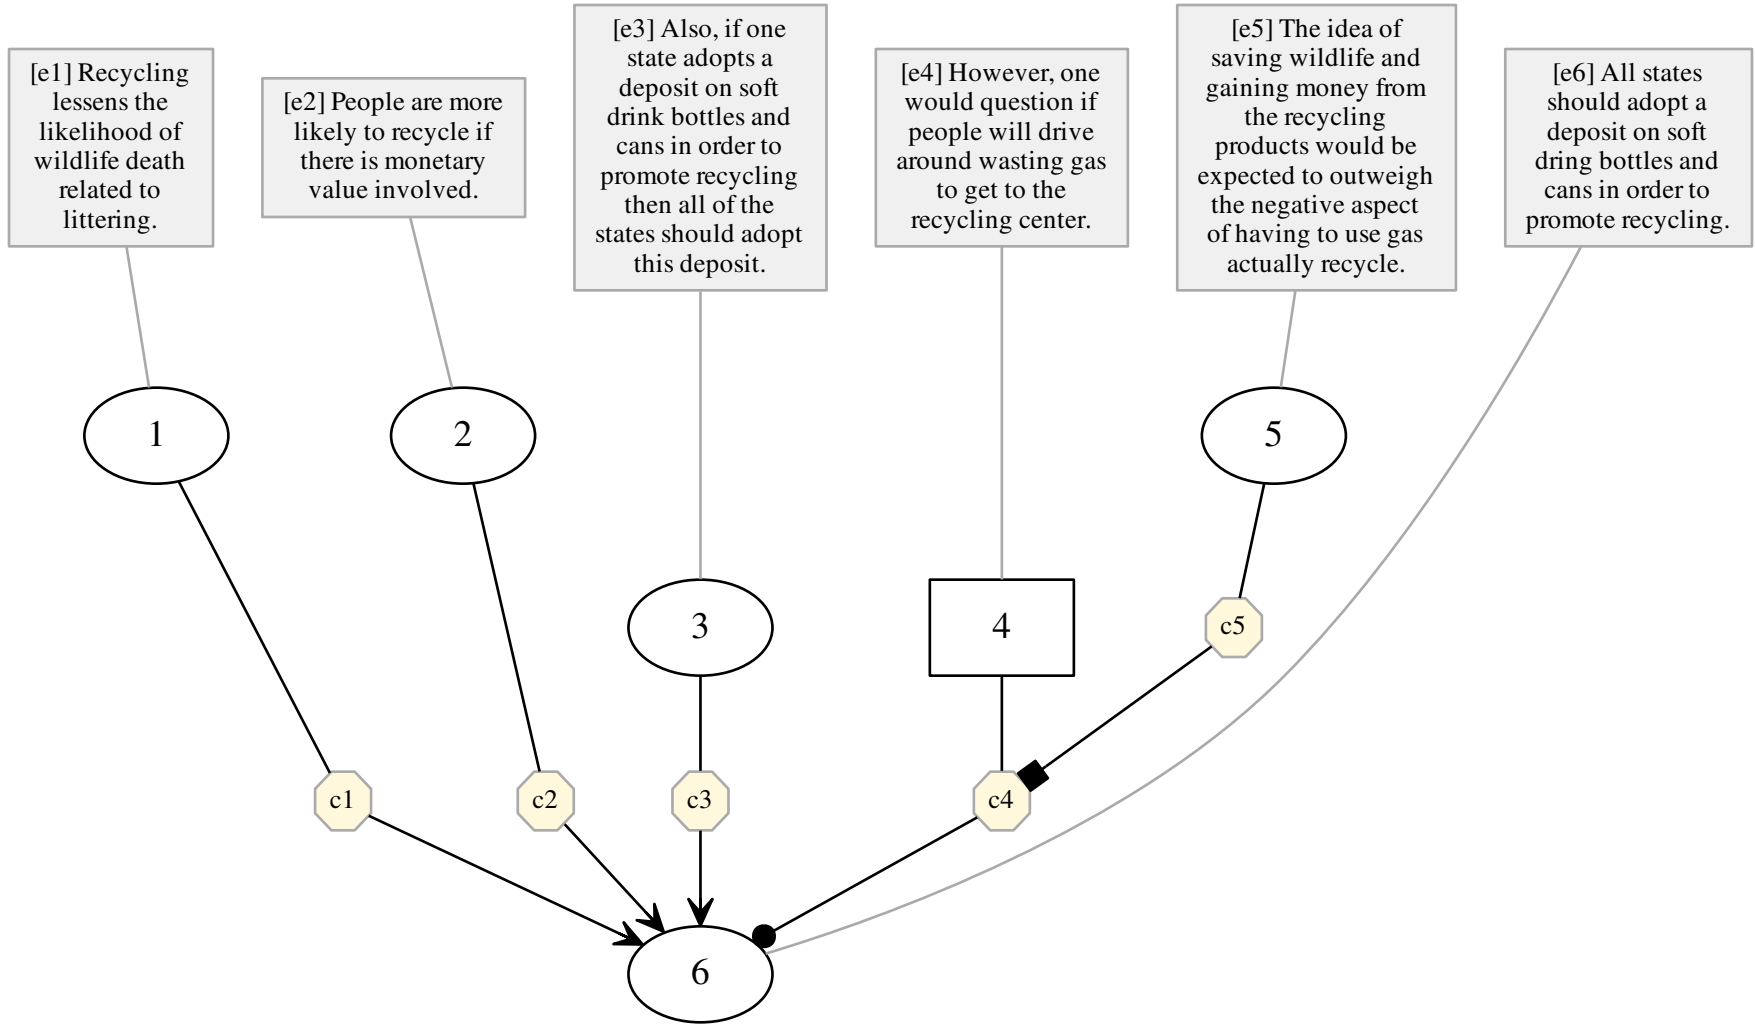 [e1] Recycling
lessens the
likelihood of
wildlife death
related to
littering.
[e2] People are more
likely to recycle if
there is monetary
value involved.
[e3] Also, if one
state adopts a
deposit on soft
drink bottles and
cans in order to
promote recycling
then all of the
states should adopt
this deposit.
[e4] However, one
would question if
people will drive
around wasting gas
to get to the
recycling center.
[e5] The idea of
saving wildlife and
gaining money from
the recycling
products would be
expected to outweigh
the negative aspect
of having to use gas
actually recycle.
[e6] All states
should adopt a
deposit on soft
dring bottles and
cans in order to
promote recycling.
1
2
5
3
4
c5
c1
c2
c3
c4
6